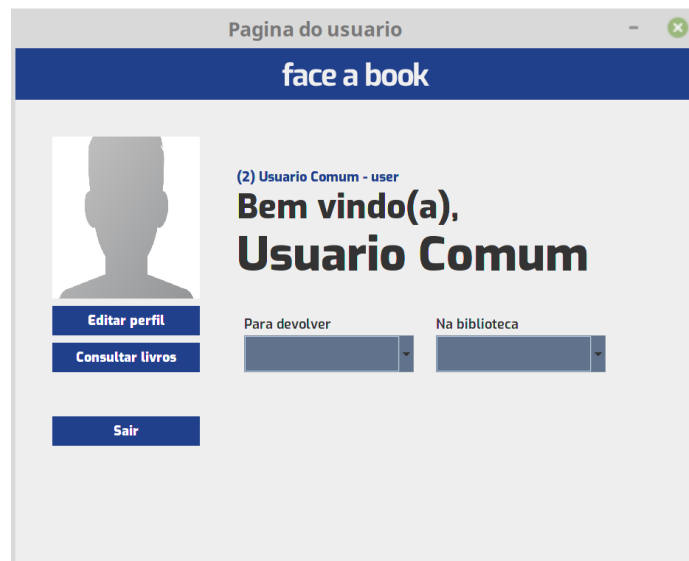 Pagina do usuario
face a book
(2) Usuario Comum - user
Bem vindo(a),
Usuario Comum
Editar perfil
Consultar livros
Sair
Para devolver
Na biblioteca